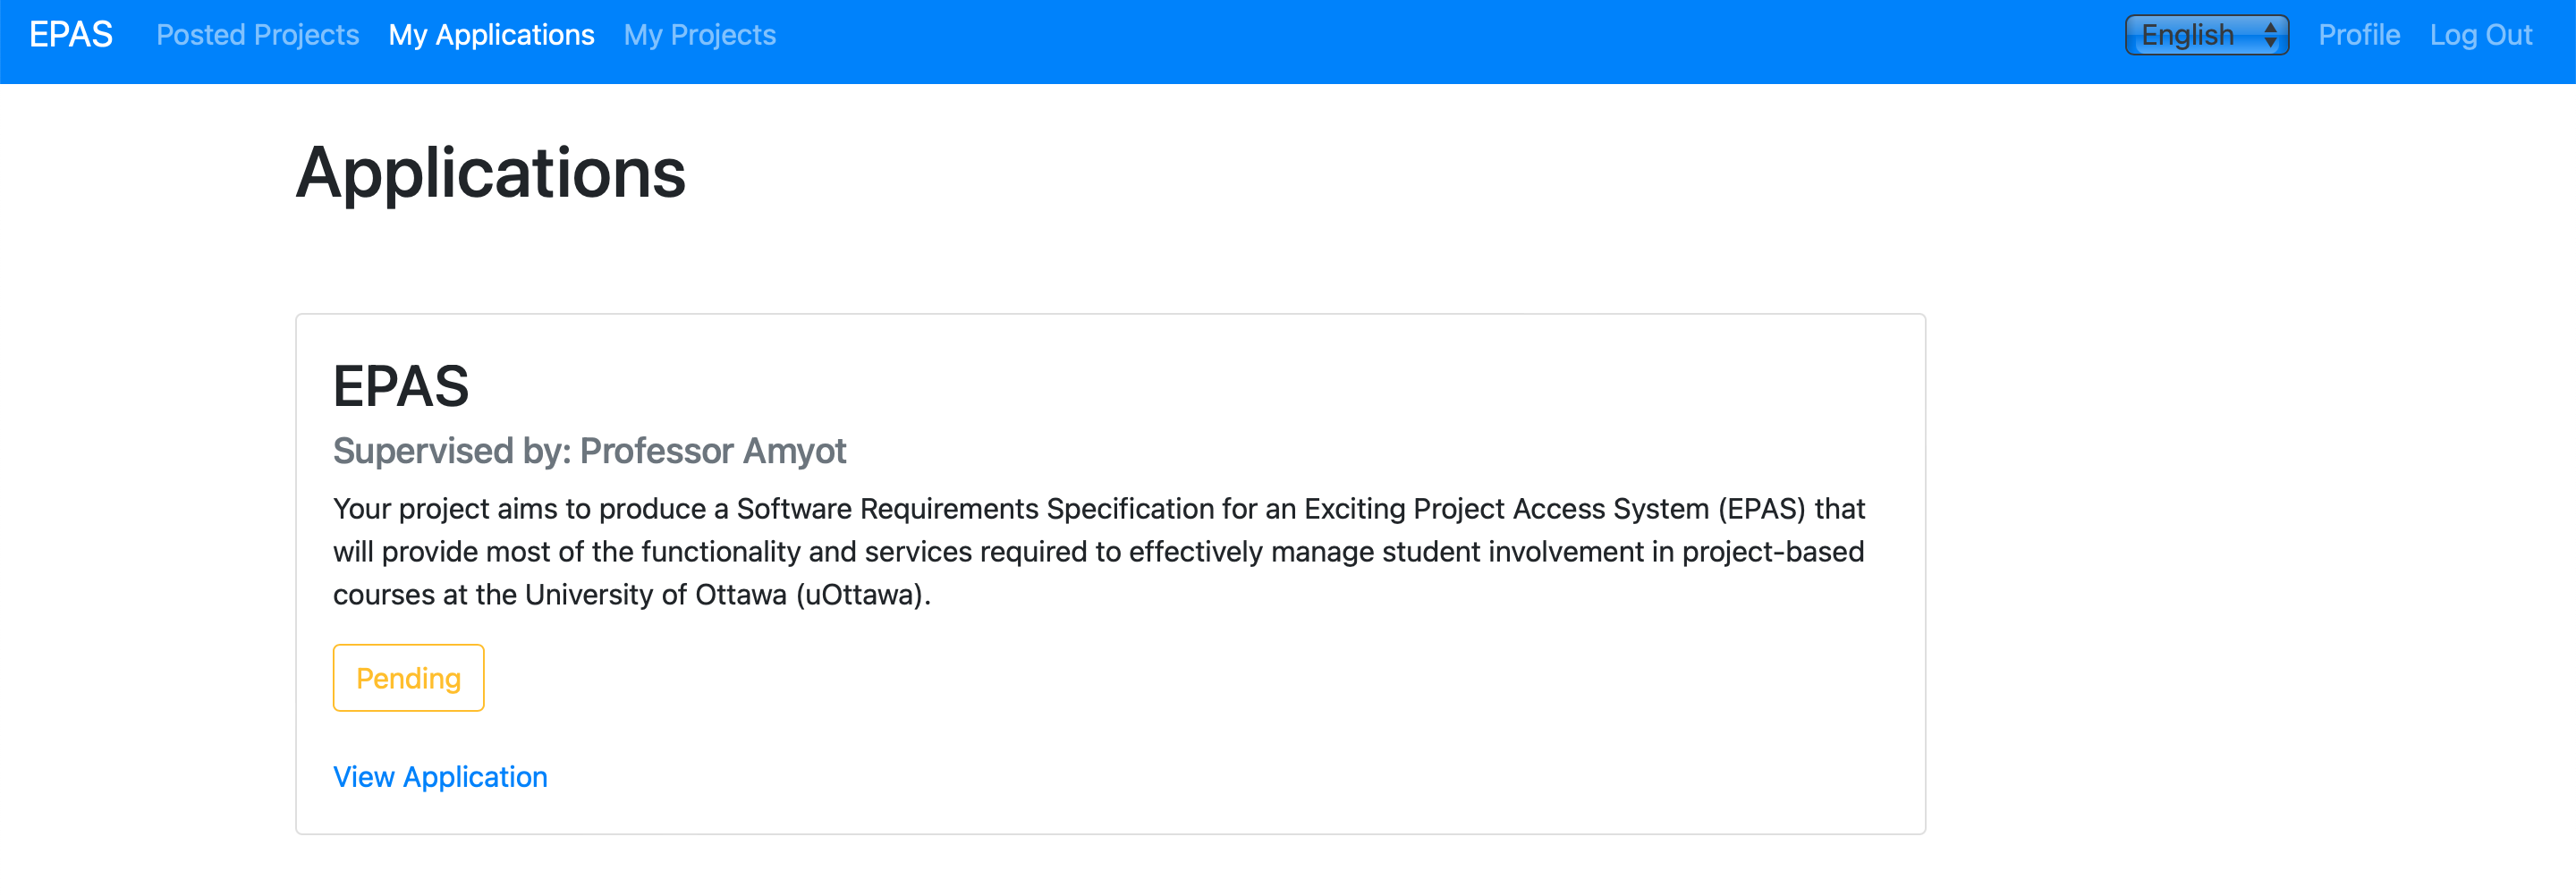 EPAS Posted Projects My Applications My Projects English Profile Log Out
Applications
EPAS
Supervised by: Professor Amyot
Your project aims to produce a Software Requirements Specification for an Exciting Project Access System (EPAS) that
will provide most of the functionality and services required to effectively manage student involvement in project-based
courses at the University of Ottawa (uOttawa).
Pending
View Application